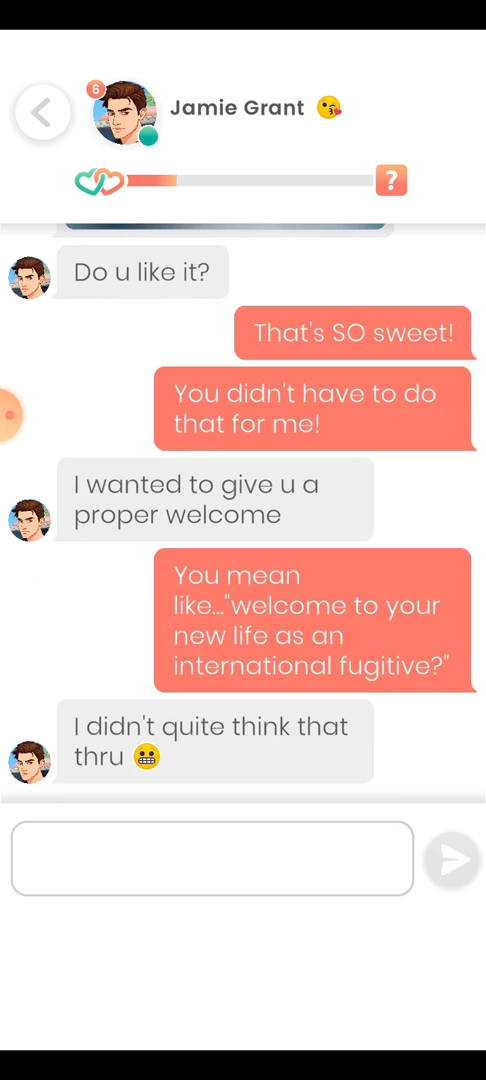 6
Jamie Grant 😘
?
Do u like it?
That's SO sweet!
You didn't have to do
that for me!
I wanted to give u a
proper welcome
You mean
like..."welcome to your
new life as an
international fugitive?"
I didn't quite think that
thru 😬